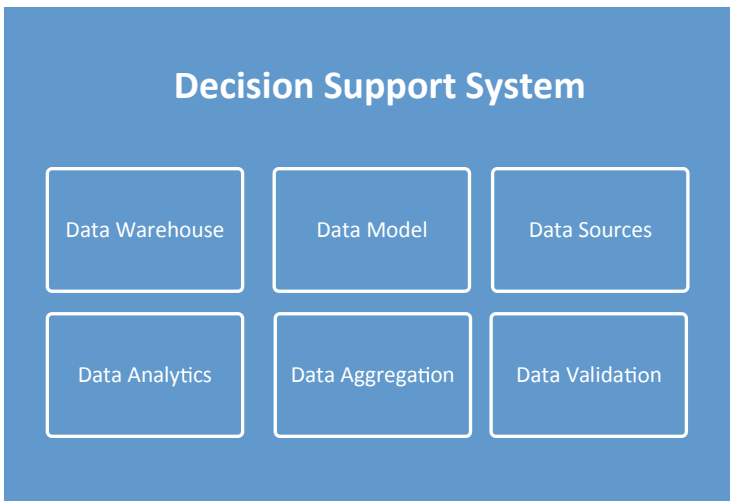 Decision Support System
Data Warehouse
Data Model
Data Sources
Data Analytics
Data Aggregation
Data Validation